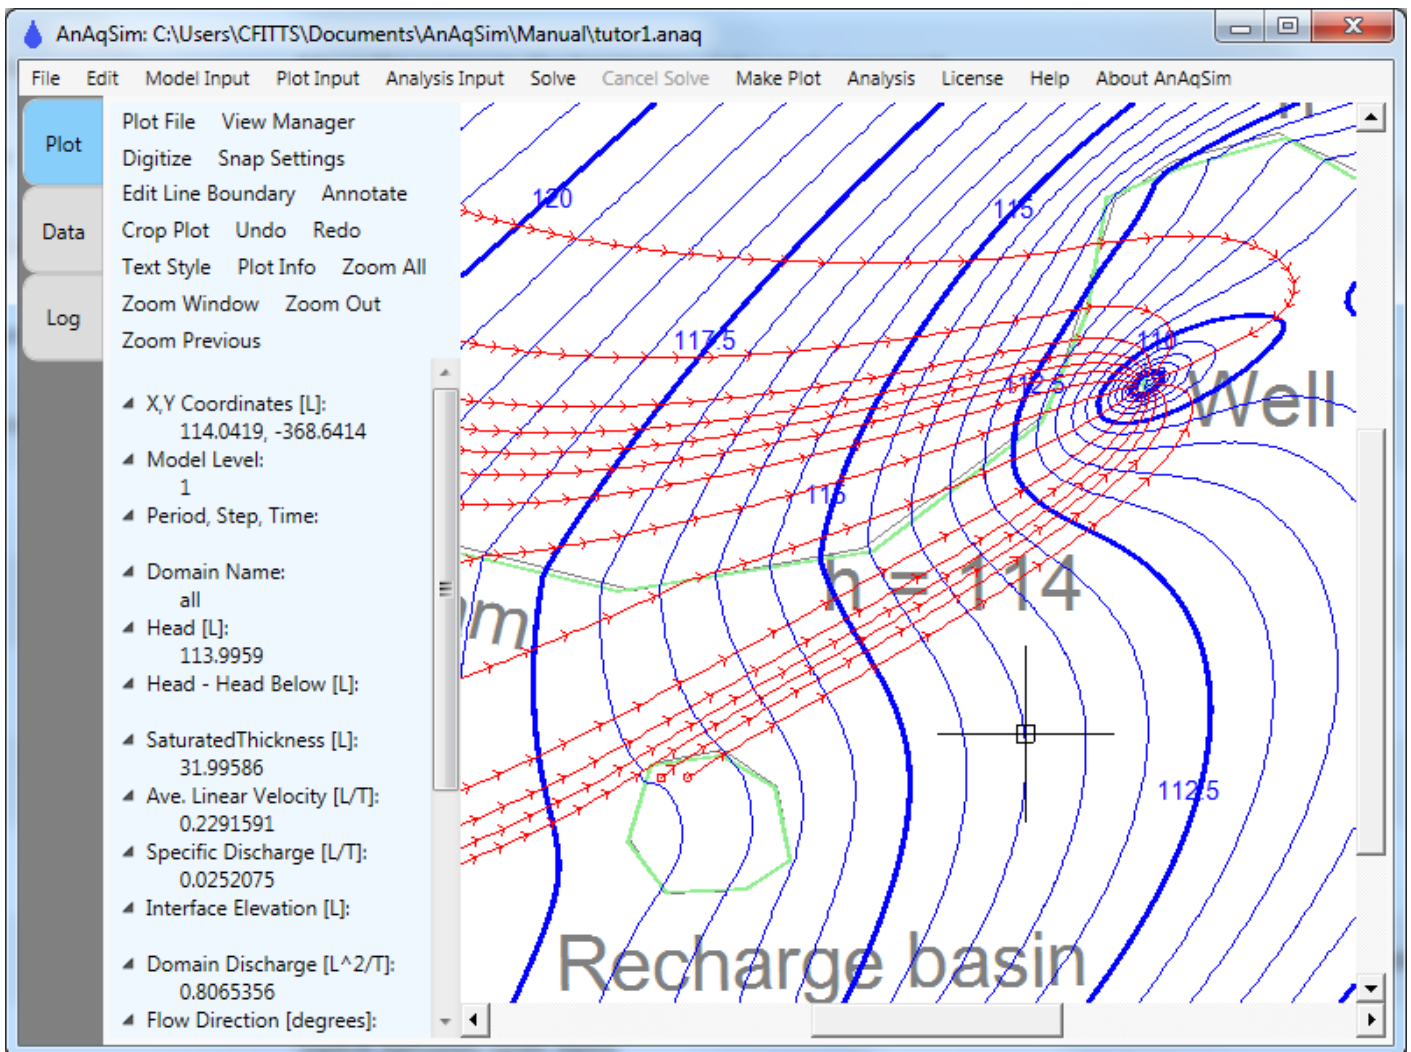 AnAqSim: C:\Users\CFITTS\Documents\AnAqSim\Manual\tutor1.anaq
File Edit Model Input Plot Input Analysis Input Solve Cancel Solve Make Plot Analysis License Help About AnAqSim
Plot
Data
Log
Plot File View Manager
Digitize Snap Settings
Edit Line Boundary Annotate
Crop Plot Undo Redo
Text Style Plot Info Zoom All
Zoom Window Zoom Out
Zoom Previous
X,Y Coordinates [L]:
114.0419, -368.6414
Model Level:
1
Period, Step, Time:
Domain Name:
all
Head [L]:
113.9959
Head - Head Below [L]:
SaturatedThickness [L]:
31.99586
Ave. Linear Velocity [L/T]:
0.2291591
Specific Discharge [L/T]:
0.0252075
Interface Elevation [L]:
Domain Discharge [L^2/T]:
0.8065356
Flow Direction [degrees]:
120
115
117.5
110
112.5
Well
115
h = 114
112.5
Recharge basin